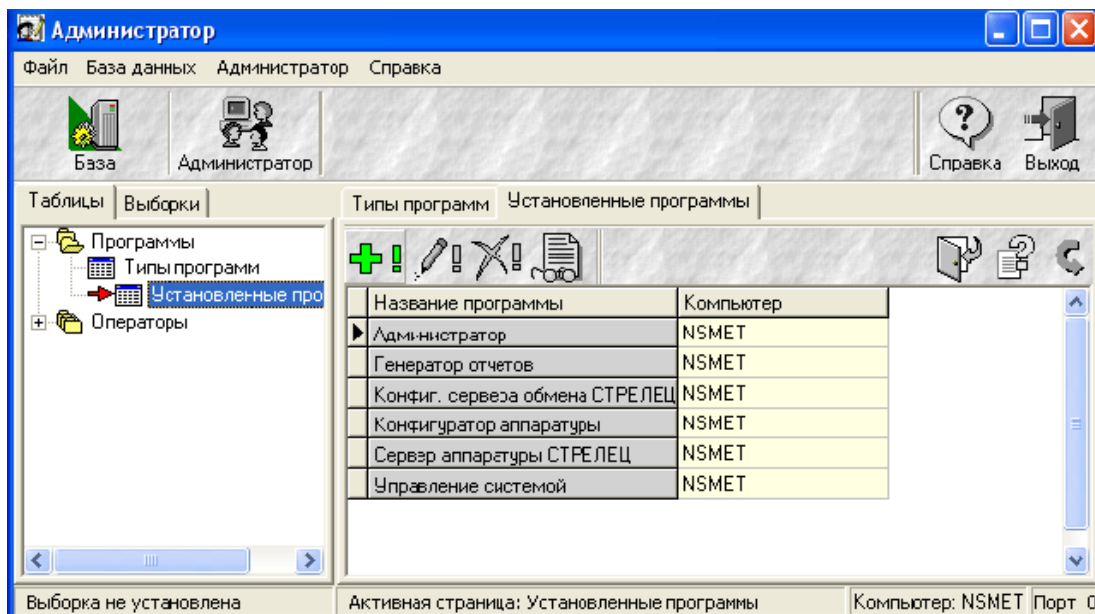 Администратор
Файл База данных Администратор Справка
База Администратор Справка Выход
Таблицы Выборки
Типы программ Установленные программы
Программы
Типы программ
Установленные про
Операторы
Название программы Компьютер
Администратор NSMET
Генератор отчетов NSMET
Конфиг. сервера обмена СТРЕЛЕЦ NSMET
Конфигуратор аппаратуры NSMET
Сервер аппаратуры СТРЕЛЕЦ NSMET
Управление системой NSMET
Выборка не установлена Активная страница: Установленные программы Компьютер: NSMET Порт 0